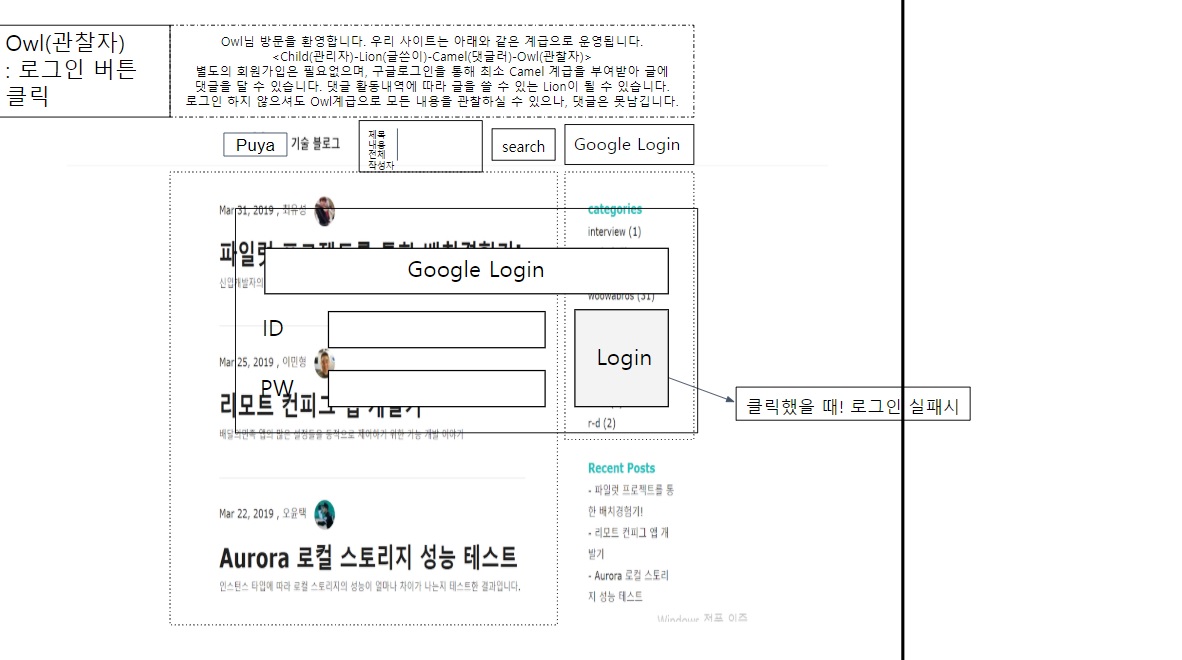 Owl(관찰자)
: 로그인 버튼
클릭
Owl님 방문을 환영합니다. 우리 사이트는 아래와 같은 계급으로 운영됩니다.
<Child(관리자)-Lion(글쓴이)-Camel(댓글러)-Owl(관찰자)>
별도의 회원가입은 필요없으며, 구글로그인을 통해 최소 Camel 계급을 부여받아 글에
댓글을 달 수 있습니다. 댓글 활동내역에 따라 글을 쓸 수 있는 Lion이 될 수 있습니다.
로그인 하지 않으셔도 Owl계급으로 모든 내용을 관찰하실 수 있으나, 댓글은 못남깁니다.
Puya 기술 블로그
제목
내용
전체
작성자
search
Google Login
Mar 31, 2019 , 최유성
파일럿 프로젝트를 통한 배치경험기!
신입개발자의
categories
interview (1)
woowabros (31)
r-d (2)
Google Login
ID
PW
Login
클릭했을 때! 로그인 실패시
Mar 25, 2019 , 이민형
리모트 컨피그 앱 개발기
배달의민족 앱의 많은 설정들을 동적으로 제어하기 위한 기능 개발 이야기
Mar 22, 2019 , 오윤택
Aurora 로컬 스토리지 성능 테스트
인스턴스 타입에 따라 로컬 스토리지의 성능이 얼마나 차이가 나는지 테스트한 결과입니다.
Recent Posts
- 파일럿 프로젝트를 통
한 배치경험기!
- 리모트 컨피그 앱 개
발기
- Aurora 로컬 스토리
지 성능 테스트